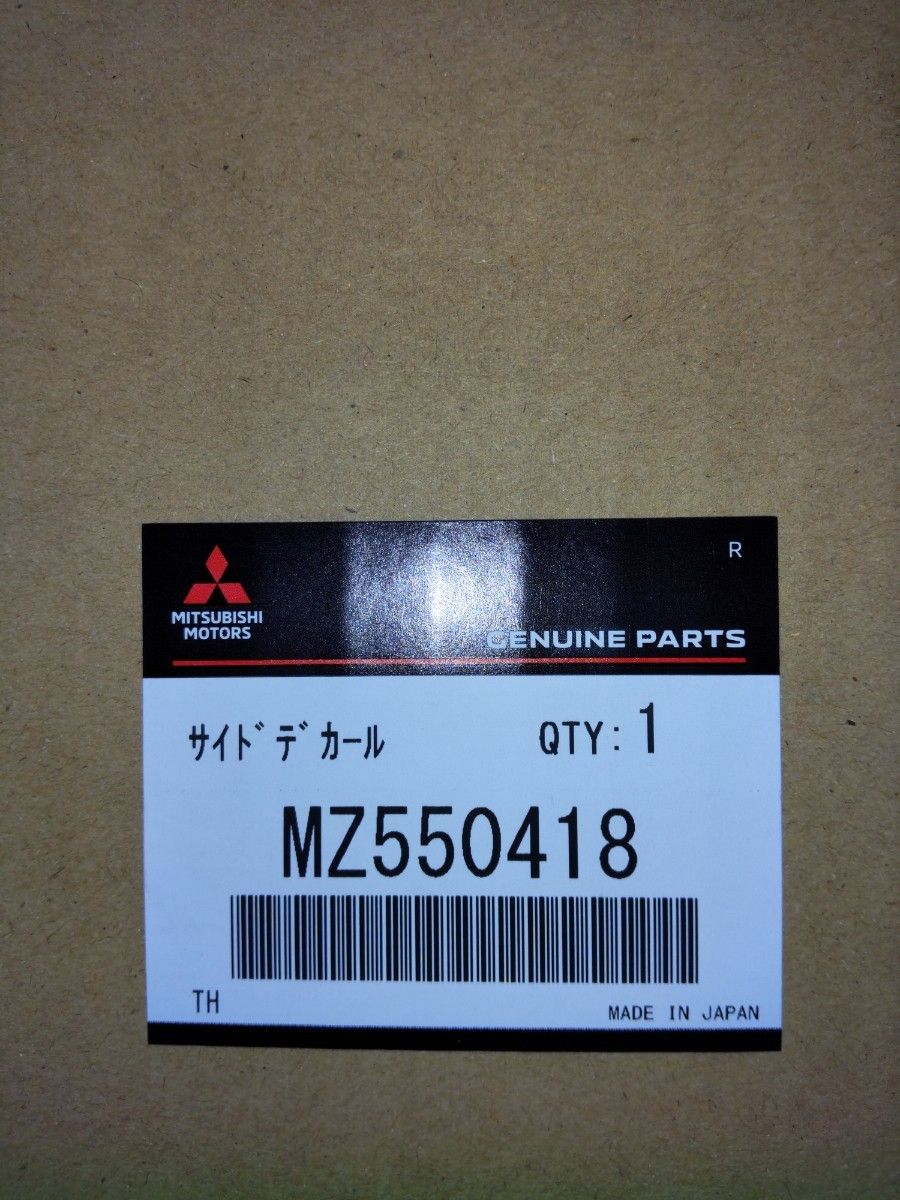 R
MITSUBISHI
MOTORS
GENUINE PARTS
ｻｲﾄﾞﾃﾞｶｰﾙ QTY: 1
MZ550418
TH
MADE IN JAPAN